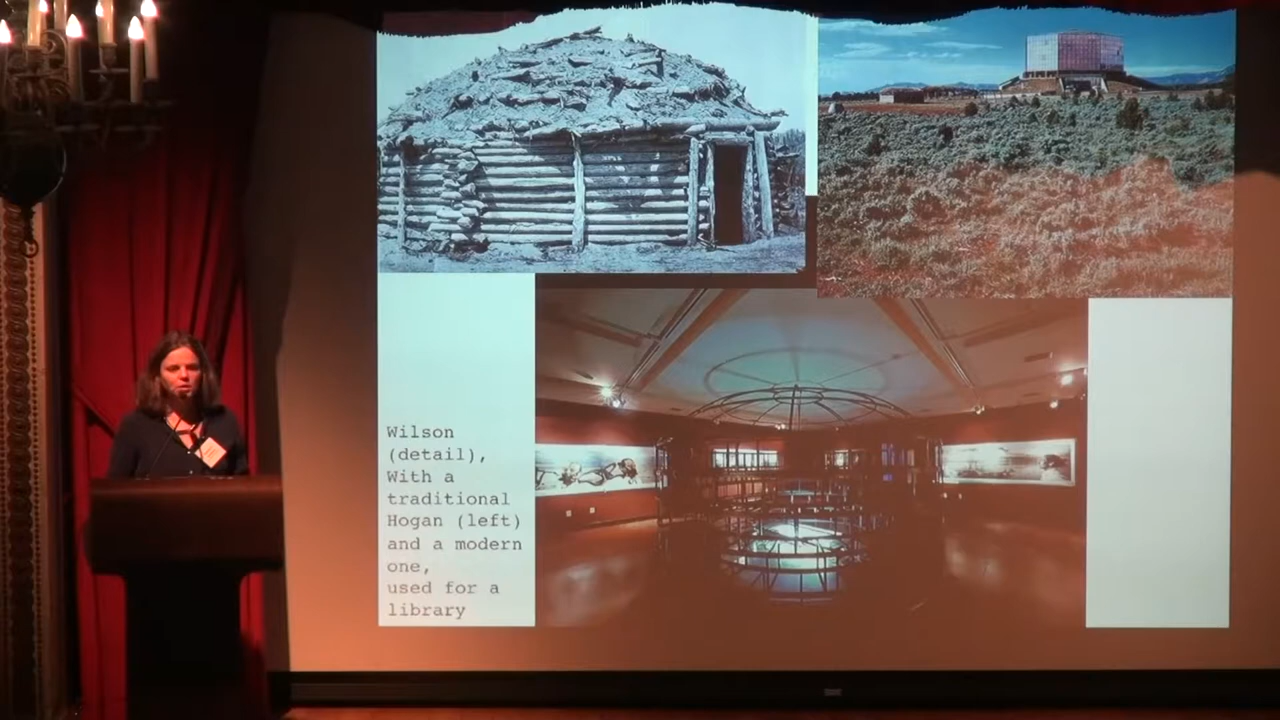 Wilson
(detail),
With a
traditional
Hogan (left)
and a modern
one,
used for a
library